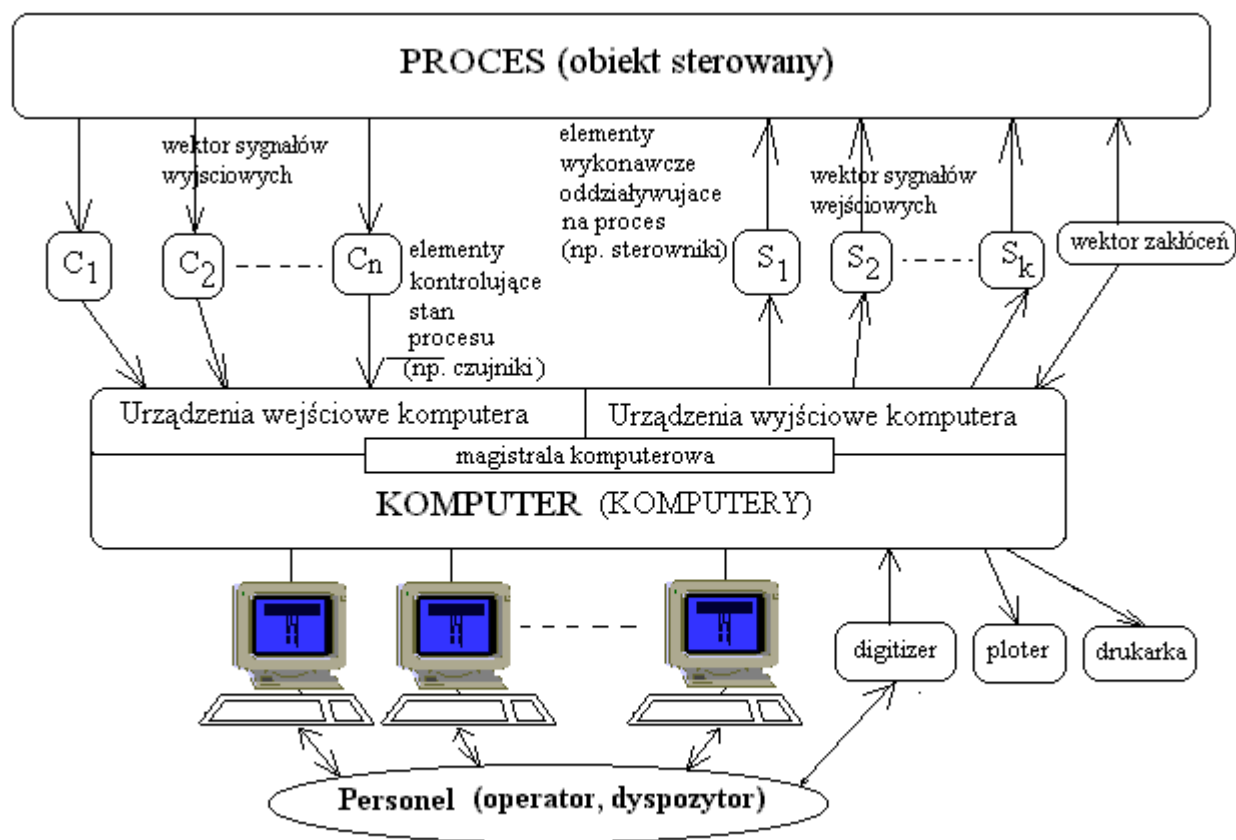 PROCES (obiekt sterowany)
wektor sygnałów
wyjsciowych
elementy
wykonawcze
oddziaływujace
na proces
(np. sterowniki)
wektor sygnałów
wejściowych
C1
C2
Cn
elementy
kontrolujące
stan
procesu
(np. czujniki)
S1
S2
Sk
wektor zakłóceń
Urządzenia wejściowe komputera
Urządzenia wyjściowe komputera
magistrala komputerowa
KOMPUTER (KOMPUTERY)
digitizer
ploter
drukarka
Personel (operator, dyspozytor)